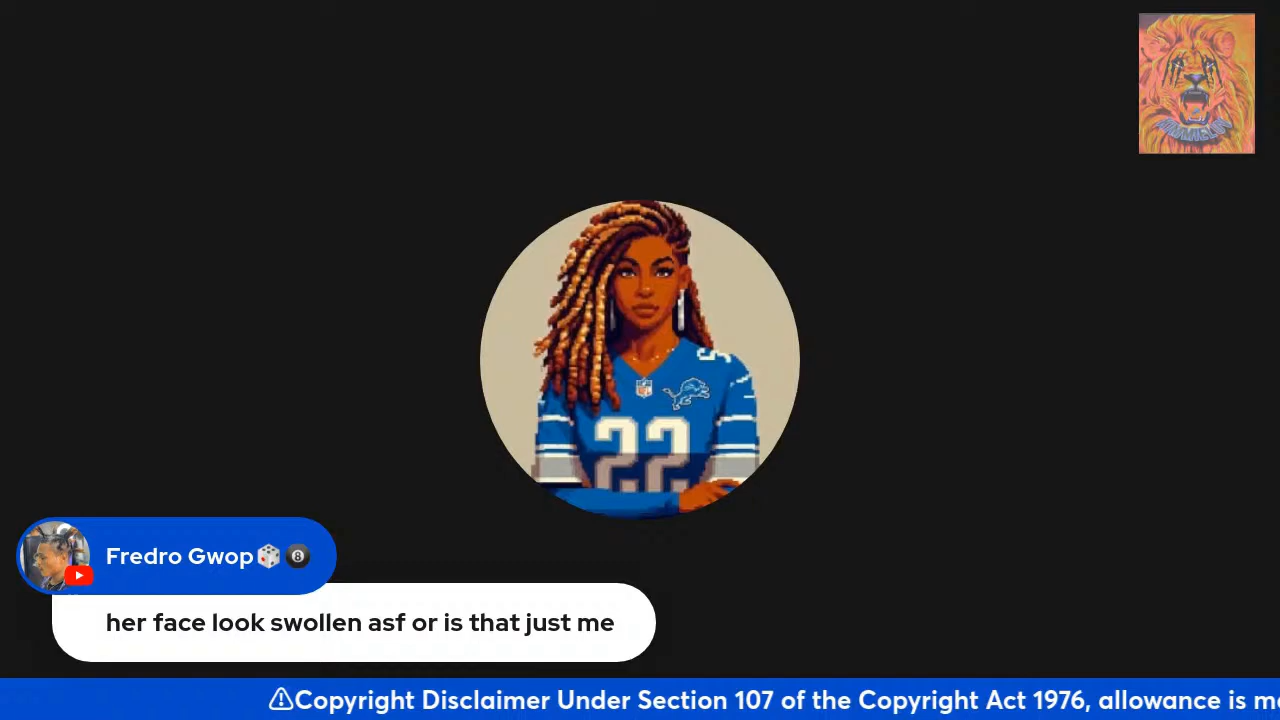 22
Fredro Gwop🎲🎱
her face look swollen asf or is that just me
⚠Copyright Disclaimer Under Section 107 of the Copyright Act 1976, allowance is